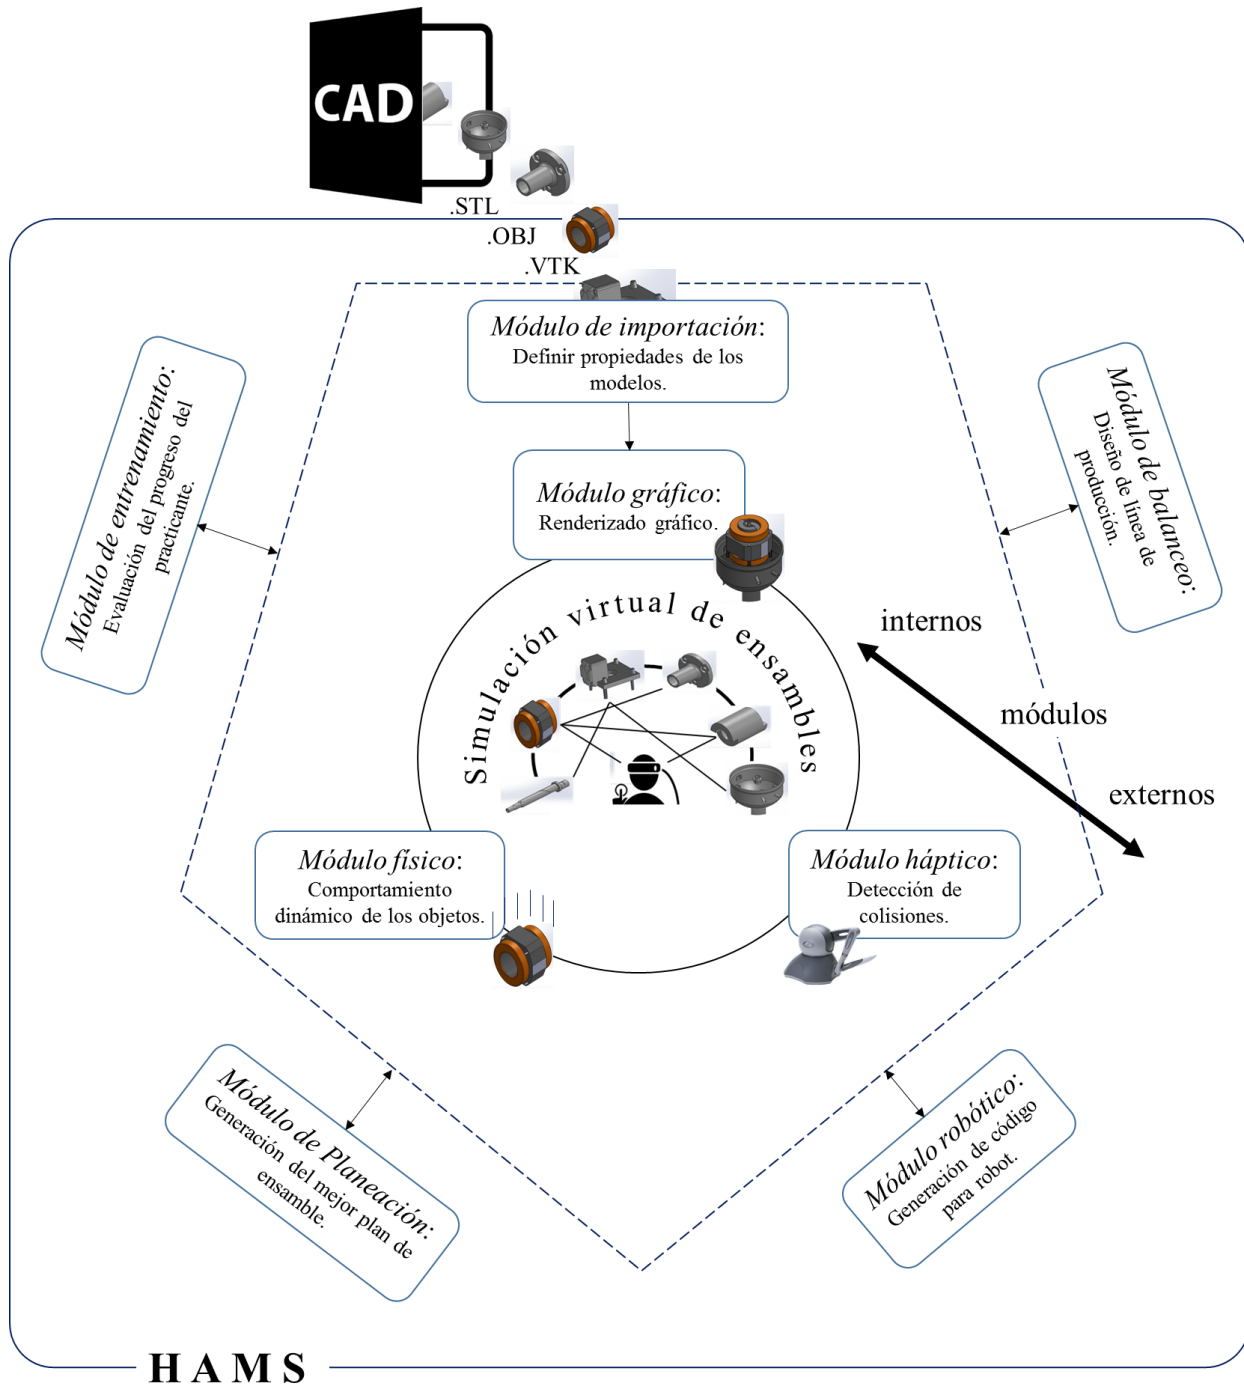 CAD
.STL
.OBJ
.VTK
Módulo de importación:
Definir propiedades de los
modelos.
Módulo de entrenamiento:
Evaluación del progreso del
practicante.
Módulo gráfico:
Renderizado gráfico.
Módulo de balanceo:
Diseño de línea de
producción.
Simulación virtual de ensambles
internos
módulos
externos
Módulo físico:
Comportamiento
dinámico de los objetos.
Módulo háptico:
Detección de
colisiones.
Módulo de Planeación:
Generación del mejor plan de
ensamble.
Módulo robótico:
Generación de código
para robot.
HAMS